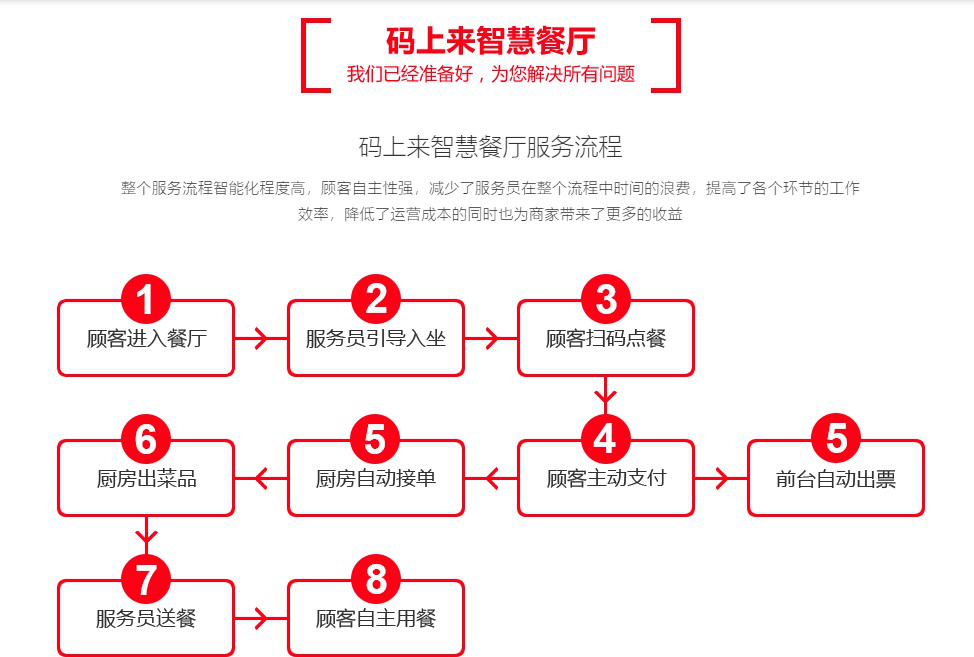 码上来智慧餐厅
我们已经准备好，为您解决所有问题
码上来智慧餐厅服务流程
整个服务流程智能化程度高，顾客自主性强，减少了服务员在整个流程中时间的浪费，提高了各个环节的工作
效率，降低了运营成本的同时也为商家带来了更多的收益
1
顾客进入餐厅
2
服务员引导入坐
3
顾客扫码点餐
4
顾客主动支付
5
前台自动出票
5
厨房自动接单
6
厨房出菜品
7
服务员送餐
8
顾客自主用餐